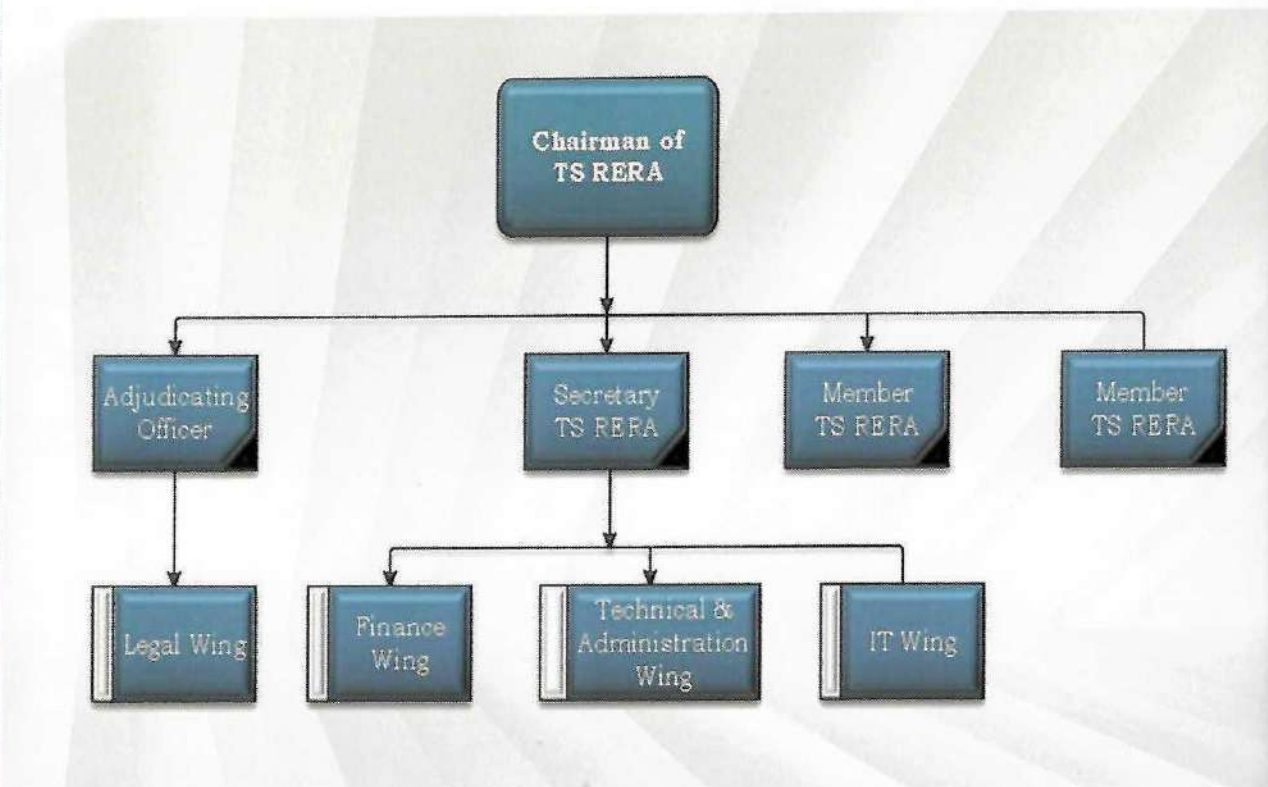 Chairman of
TS RERA
Adjudicating
Officer
Secretary
TS RERA
Member
TS RERA
Member
TS RERA
Legal Wing
Finance
Wing
Technical &
Administration
Wing
IT Wing